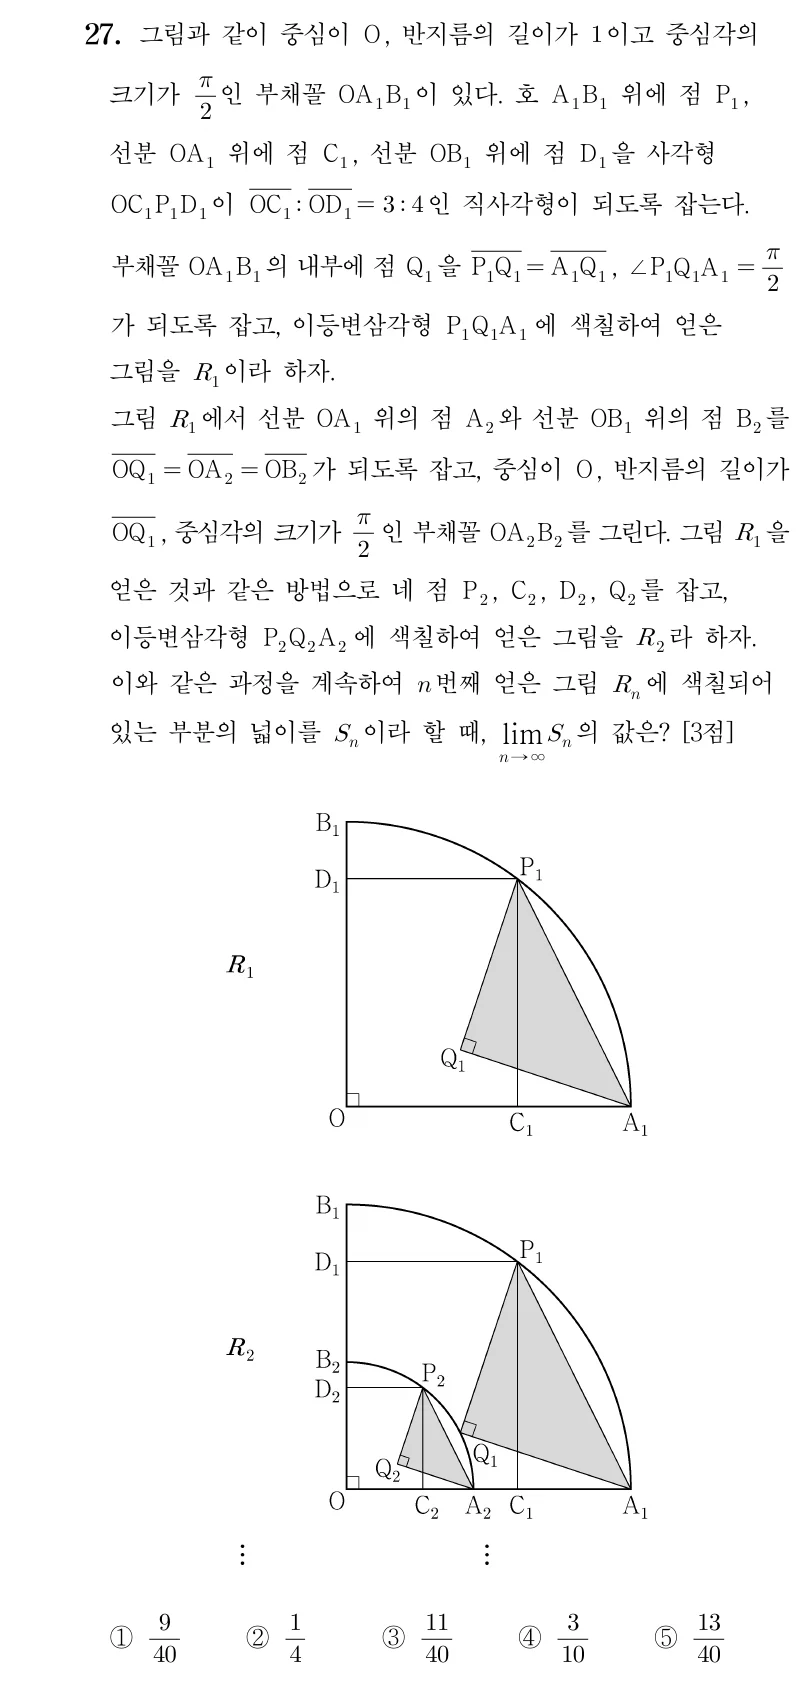 27. 그림과 같이 중심이 O, 반지름의 길이가 1이고 중심각의
크기가 π/2인 부채꼴 OA₁B₁이 있다. 호 A₁B₁ 위에 점 P₁,
선분 OA₁ 위에 점 C₁, 선분 OB₁ 위에 점 D₁을 사각형
OC₁P₁D₁이 O̅C̅₁ : O̅D̅₁ = 3 : 4인 직사각형이 되도록 잡는다.
부채꼴 OA₁B₁의 내부에 점 Q₁을 P̅₁Q̅₁ = A̅₁Q̅₁, ∠P₁Q₁A₁ = π/2
가 되도록 잡고, 이등변삼각형 P₁Q₁A₁에 색칠하여 얻은
그림을 R₁이라 하자.
그림 R₁에서 선분 OA₁ 위의 점 A₂와 선분 OB₁ 위의 점 B₂를
O̅Q̅₁ = O̅A̅₂ = O̅B̅₂가 되도록 잡고, 중심이 O, 반지름의 길이가
O̅Q̅₁, 중심각의 크기가 π/2인 부채꼴 OA₂B₂를 그린다. 그림 R₁을
얻은 것과 같은 방법으로 네 점 P₂, C₂, D₂, Q₂를 잡고,
이등변삼각형 P₂Q₂A₂에 색칠하여 얻은 그림을 R₂라 하자.
이와 같은 과정을 계속하여 n번째 얻은 그림 Rₙ에 색칠되어
있는 부분의 넓이를 Sₙ이라 할 때, lim n→∞ Sₙ의 값은? [3점]
B₁
P₁
D₁
R₁
Q₁
O
C₁
A₁
B₁
P₁
D₁
R₂
B₂
P₂
D₂
Q₁
Q₂
O
C₂
A₂
C₁
A₁
⋮ ⋮
① 9/40 ② 1/4 ③ 11/40 ④ 3/10 ⑤ 13/40